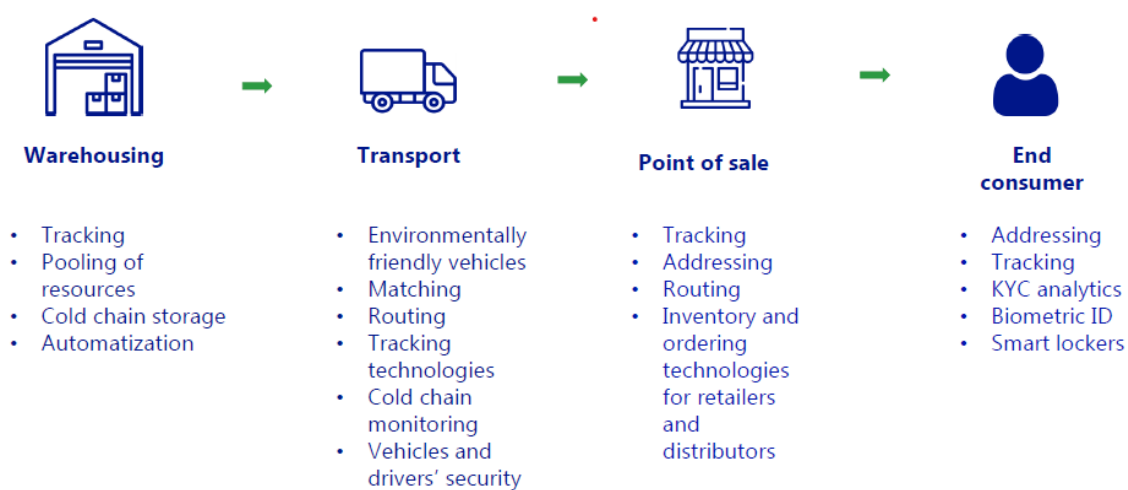 Warehousing
• Tracking
• Pooling of
resources
• Cold chain storage
• Automatization
Transport
• Environmentally
friendly vehicles
• Matching
• Routing
• Tracking
technologies
• Cold chain
monitoring
• Vehicles and
drivers’ security
Point of sale
• Tracking
• Addressing
• Routing
• Inventory and
ordering
technologies
for retailers
and
distributors
End
consumer
• Addressing
• Tracking
• KYC analytics
• Biometric ID
• Smart lockers